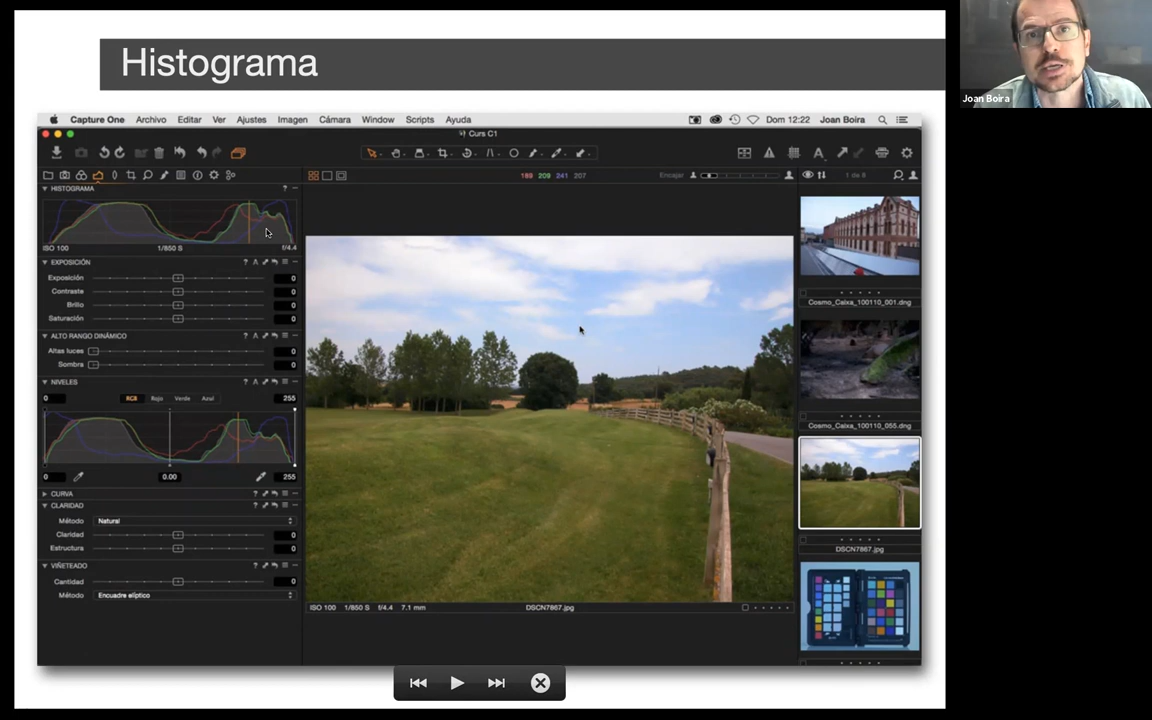 Histograma
Joan Boira
Capture One Archivo Editar Ver Ajustes Imagen Cámara Window Scripts Ayuda Dom 12:22 Joan Boira
Curs C1
HISTOGRAMA ?
189 209 241 207
Encajar
1 de 8
ISO 100 1/850 S f/4.4
EXPOSICIÓN ?
Exposición 0
Contraste 0
Brillo 0
Saturación 0
ALTO RANGO DINÁMICO ?
Altas luces 0
Sombra 0
NIVELES ?
0 RGB Rojo Verde Azul 255
0 0.00 255
CURVA ?
CLARIDAD ?
Método Natural
Claridad 0
Estructura 0
VIÑETEADO ?
Cantidad 0
Método Encuadre elíptico
ISO 100 1/850 S f/4.4 7.1 mm DSCN7867.jpg
Cosmo_Caixa_100110_001.dng
Cosmo_Caixa_100110_055.dng
DSCN7867.jpg